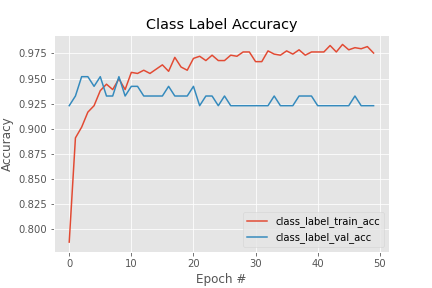 Class Label Accuracy
Accuracy
0.975
0.950
0.925
0.900
0.875
0.850
0.825
0.800
class_label_train_acc
class_label_val_acc
0
10
20
30
40
50
Epoch #